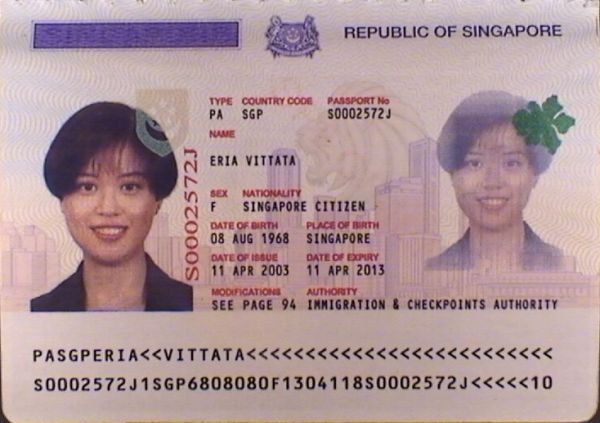 REPUBLIC OF SINGAPORE
TYPE COUNTRY CODE PASSPORT No
PA SGP S0002572J
NAME
ERIA VITTATA
SEX NATIONALITY
F SINGAPORE CITIZEN
DATE OF BIRTH PLACE OF BIRTH
08 AUG 1968 SINGAPORE
DATE OF ISSUE DATE OF EXPIRY
11 APR 2003 11 APR 2013
MODIFICATIONS AUTHORITY
SEE PAGE 94 IMMIGRATION & CHECKPOINTS AUTHORITY
S0002572J
PASGPERIA<<VITTATA<<<<<<<<<<<<<<<<<<<<<<<<<<
S0002572J1SGP6808080F1304118S0002572J<<<<<10